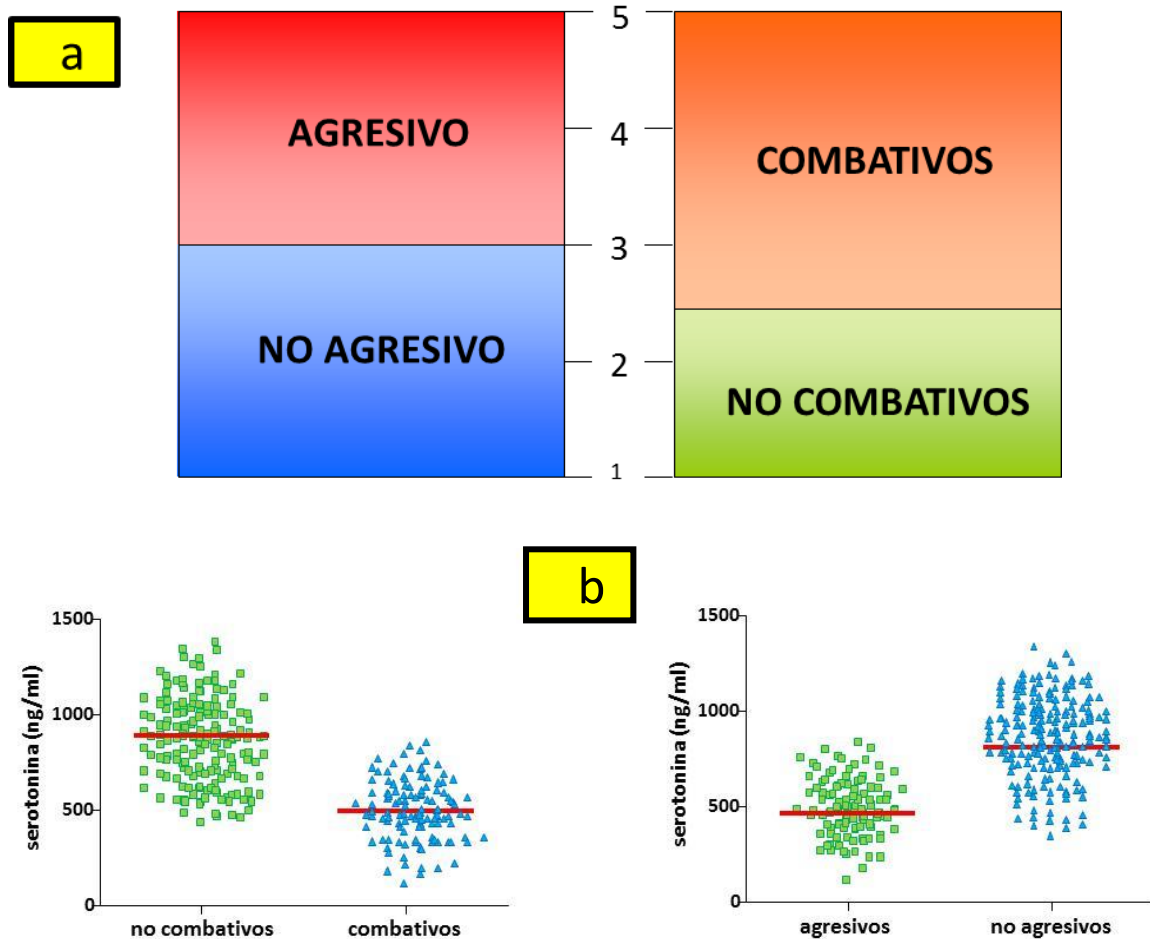 a
AGRESIVO
NO AGRESIVO
5
4
3
2
1
COMBATIVOS
NO COMBATIVOS
b
serotonina (ng/ml)
1500
1000
500
0
no combativos
combativos
serotonina (ng/ml)
1500
1000
500
0
agresivos
no agresivos